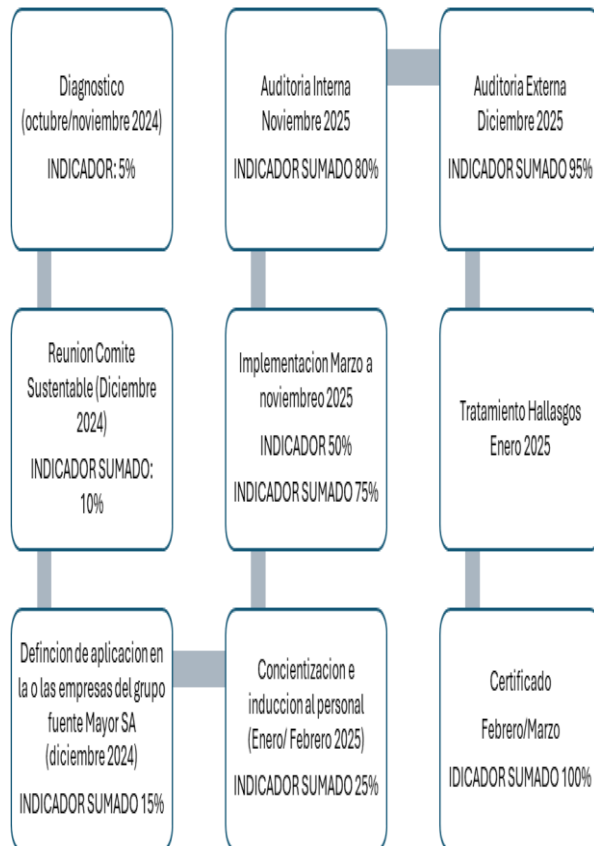 Diagnostico
(octubre/noviembre 2024)
INDICADOR: 5%
Reunion Comite
Sustentable (Diciembre
2024)
INDICADOR SUMADO:
10%
Defincion de aplicacion en
la o las empresas del grupo
fuente Mayor SA
(diciembre 2024)
INDICADOR SUMADO 15%
Concientizacion e
induccion al personal
(Enero/ Febrero 2025)
INDICADOR SUMADO 25%
Implementacion Marzo a
noviembreo 2025
INDICADOR 50%
INDICADOR SUMADO 75%
Auditoria Interna
Noviembre 2025
INDICADOR SUMADO 80%
Auditoria Externa
Diciembre 2025
INDICADOR SUMADO 95%
Tratamiento Hallasgos
Enero 2025
Certificado
Febrero/Marzo
IDICADOR SUMADO 100%